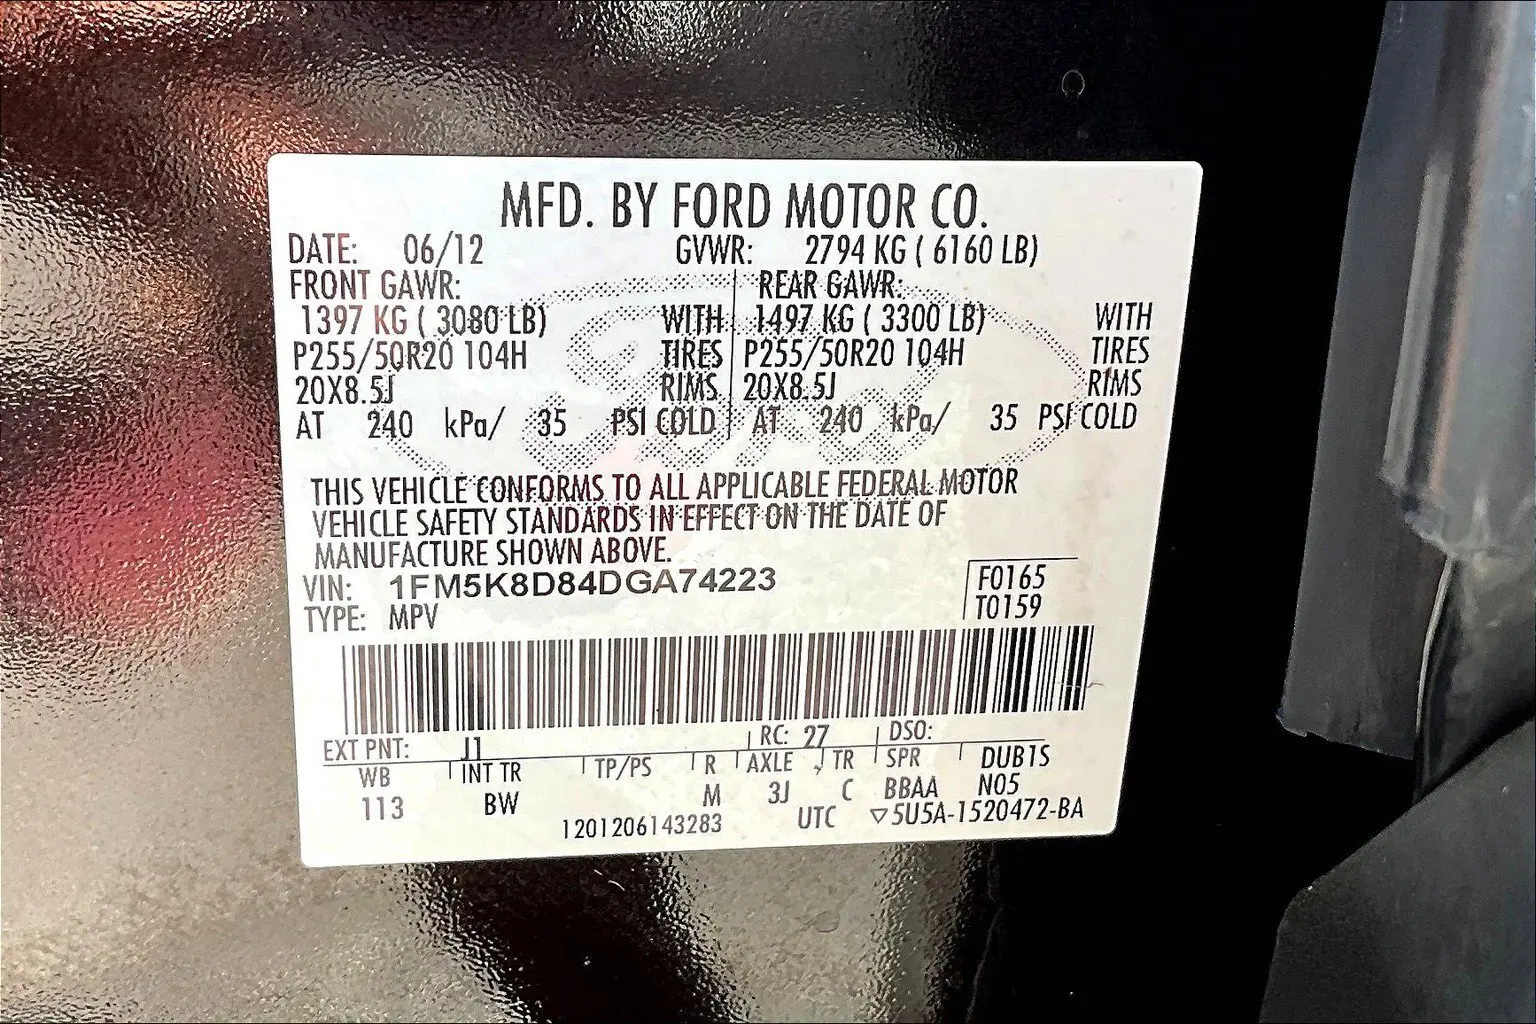 MFD. BY FORD MOTOR CO.
DATE: 06/12 GVWR: 2794 KG ( 6160 LB)
FRONT GAWR: REAR GAWR:
1397 KG ( 3080 LB) WITH 1497 KG ( 3300 LB) WITH
P255/50R20 104H TIRES P255/50R20 104H TIRES
20X8.5J RIMS 20X8.5J RIMS
AT 240 kPa/ 35 PSI COLD AT 240 kPa/ 35 PSI COLD
THIS VEHICLE CONFORMS TO ALL APPLICABLE FEDERAL MOTOR
VEHICLE SAFETY STANDARDS IN EFFECT ON THE DATE OF
MANUFACTURE SHOWN ABOVE.
VIN: 1FM5K8D84DGA74223 F0165
TYPE: MPV T0159
EXT PNT: J1 RC: 27 DSO:
WB INT TR TP/PS R AXLE TR SPR DUB1S
113 BW M 3J C BBAA N05
1201206143283 UTC ▽5U5A-1520472-BA